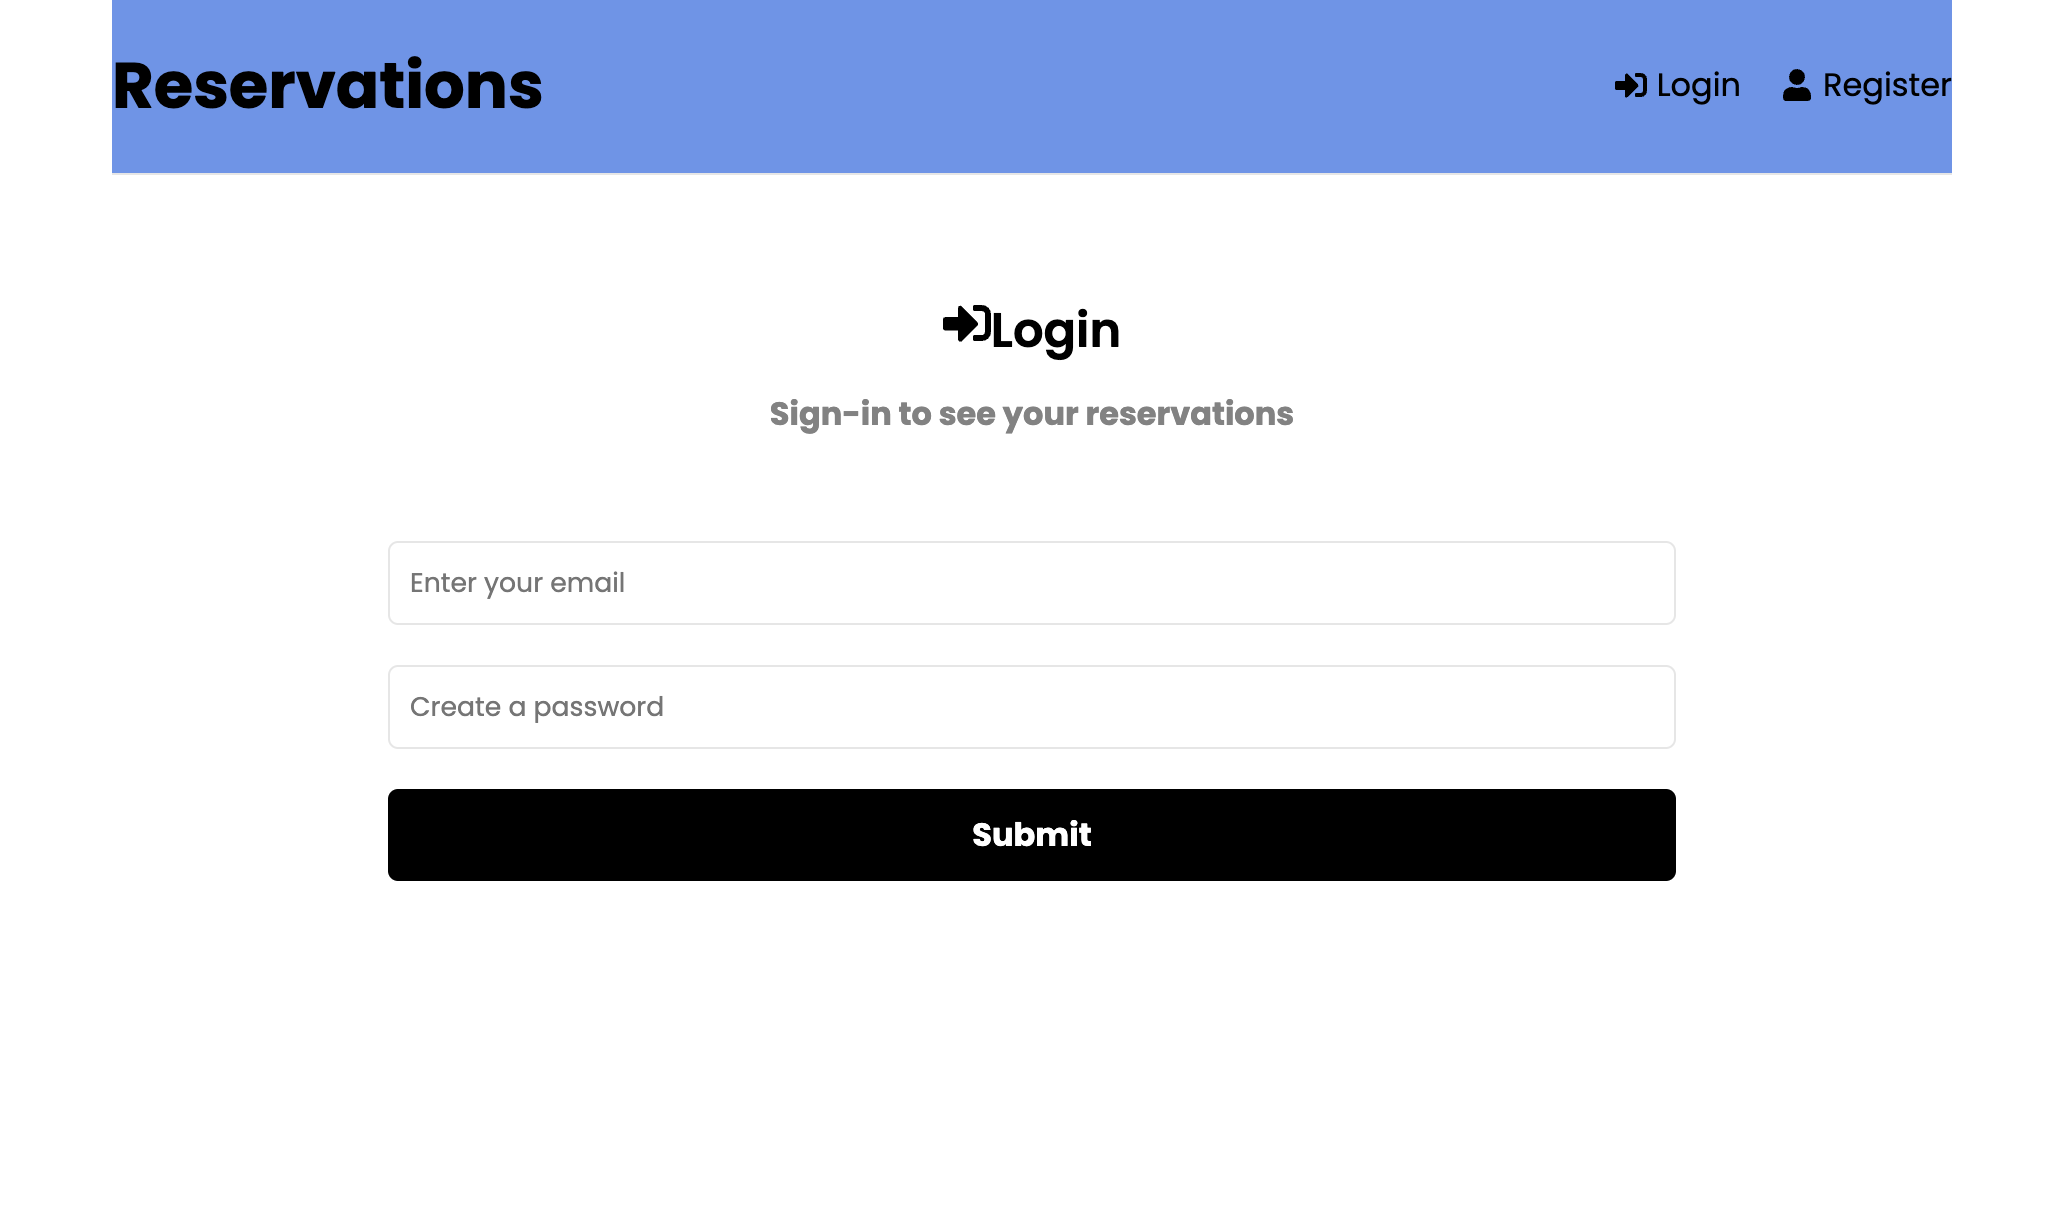 Reservations
Login
Register
Login
Sign-in to see your reservations
Enter your email
Create a password
Submit